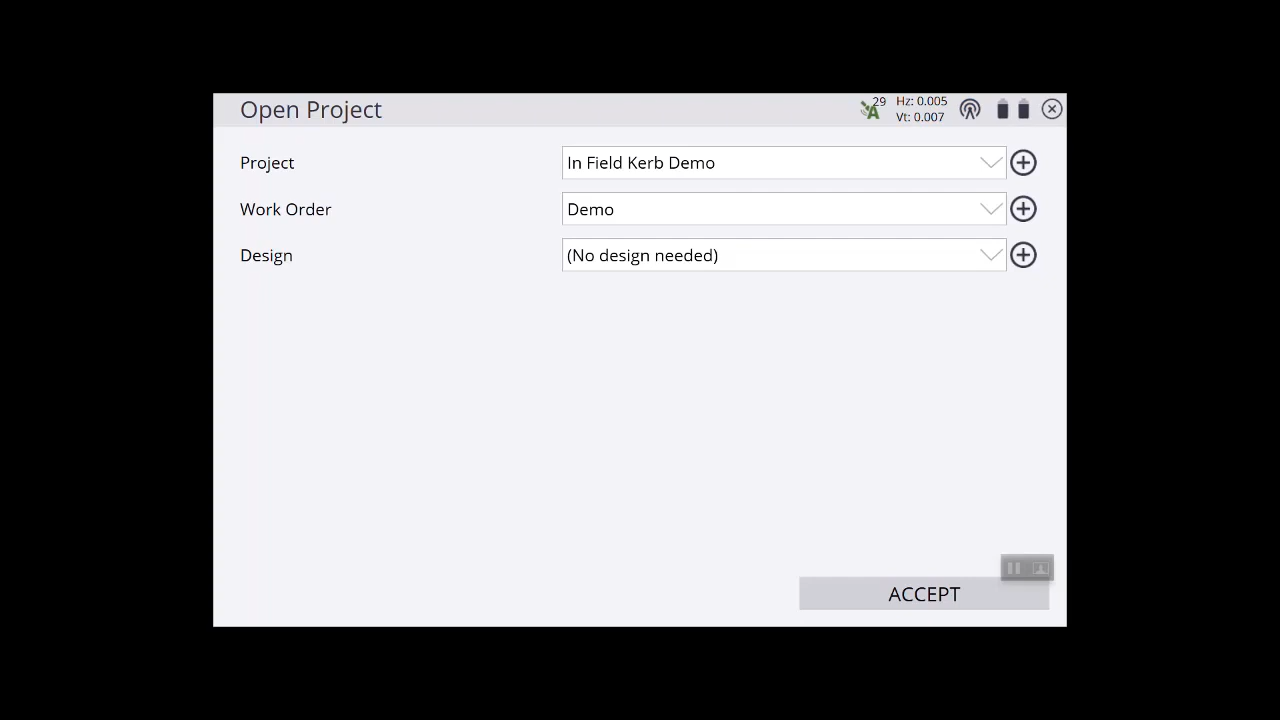 Open Project
29
Hz: 0.005
Vt: 0.007
Project
In Field Kerb Demo
Work Order
Demo
Design
(No design needed)
ACCEPT